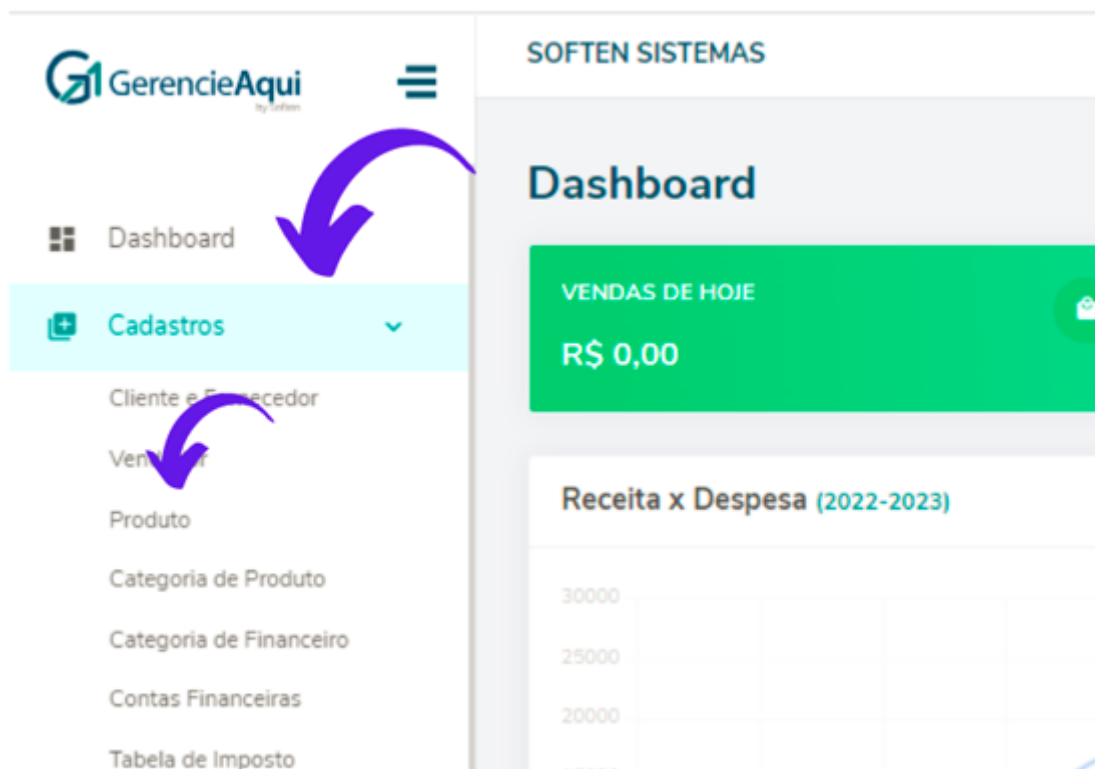 GerencieAqui
by Soften
SOFTEN SISTEMAS
Dashboard
Cadastros
Cliente e
Produto
Categoria de Produto
Categoria de Financeiro
Contas Financeiras
Tabela de Imposto
Dashboard
VENDAS DE HOJE
R$ 0,00
Receita x Despesa (2022-2023)
30000
25000
20000